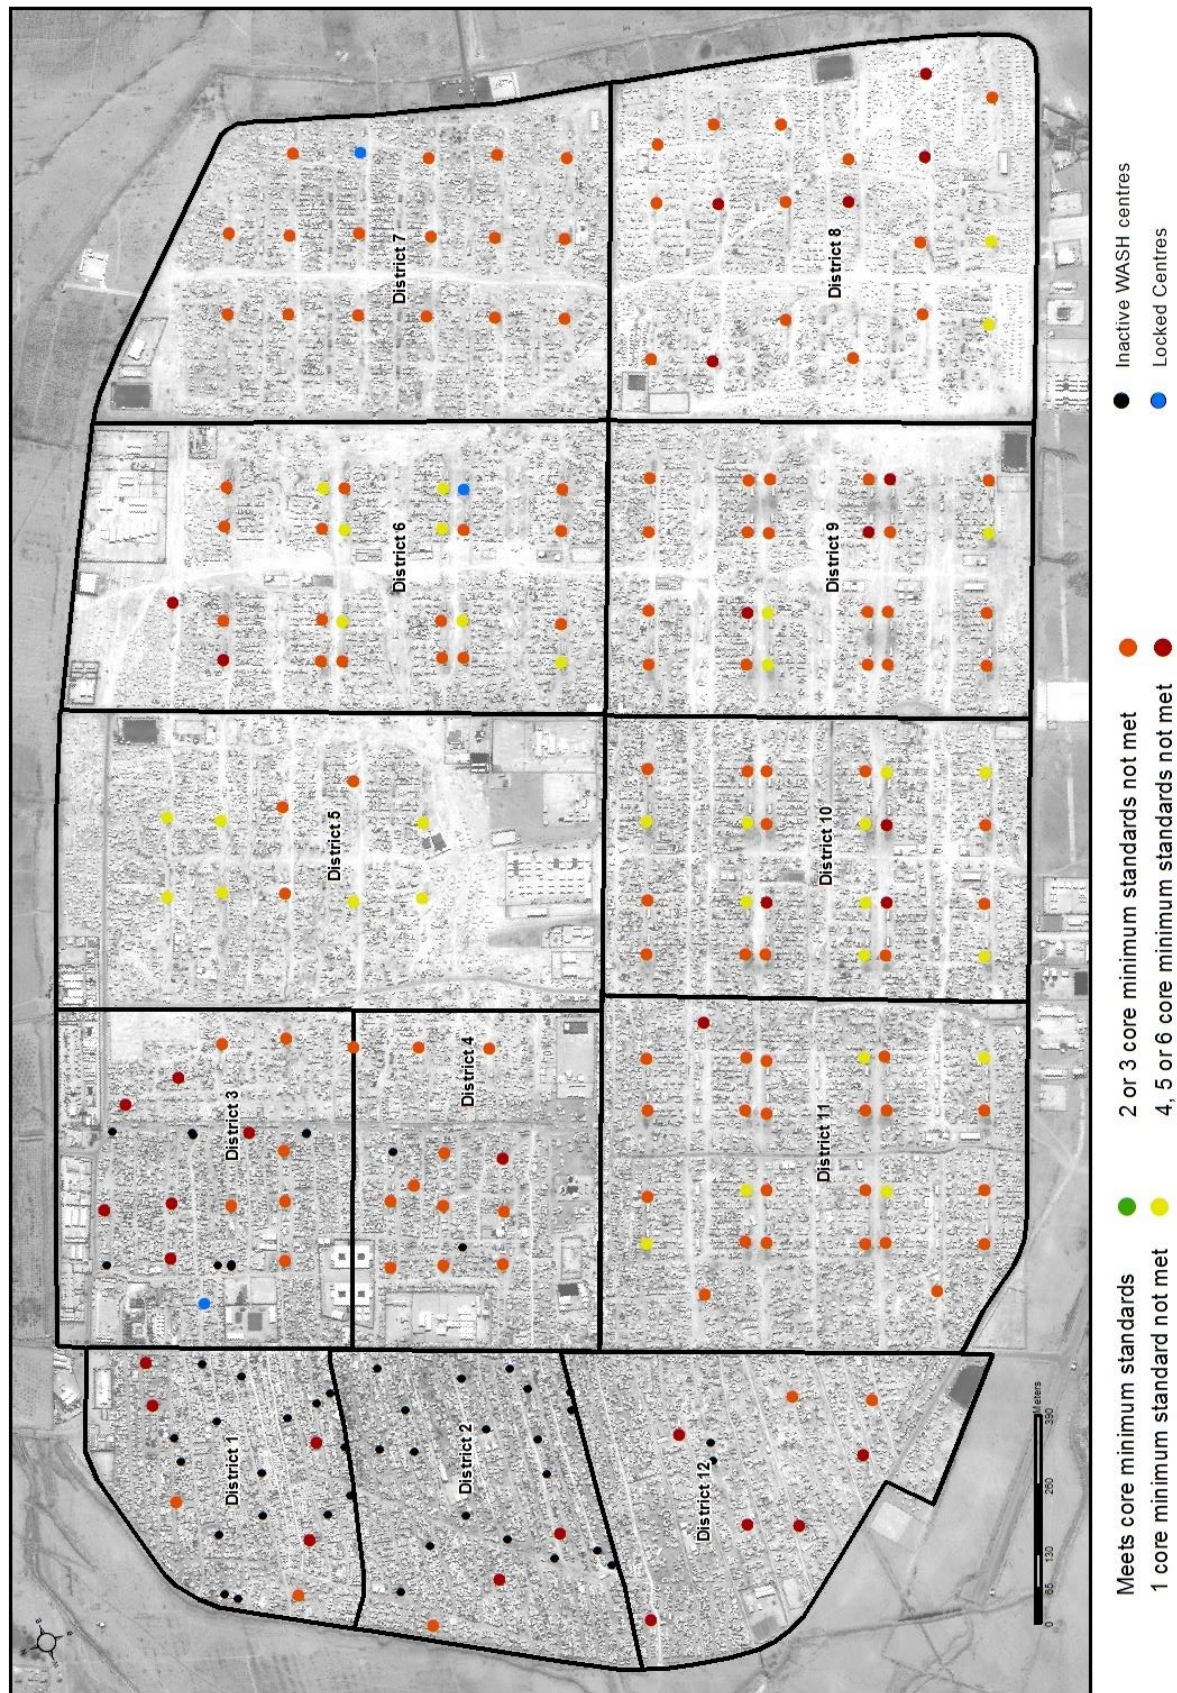 District 7
District 8
District 6
District 9
District 5
District 10
District 3
District 4
District 11
District 1
District 2
District 12
0 65 130 260 390
Meters
Meets core minimum standards
1 core minimum standard not met
2 or 3 core minimum standards not met
4, 5 or 6 core minimum standards not met
Inactive WASH centres
Locked Centres